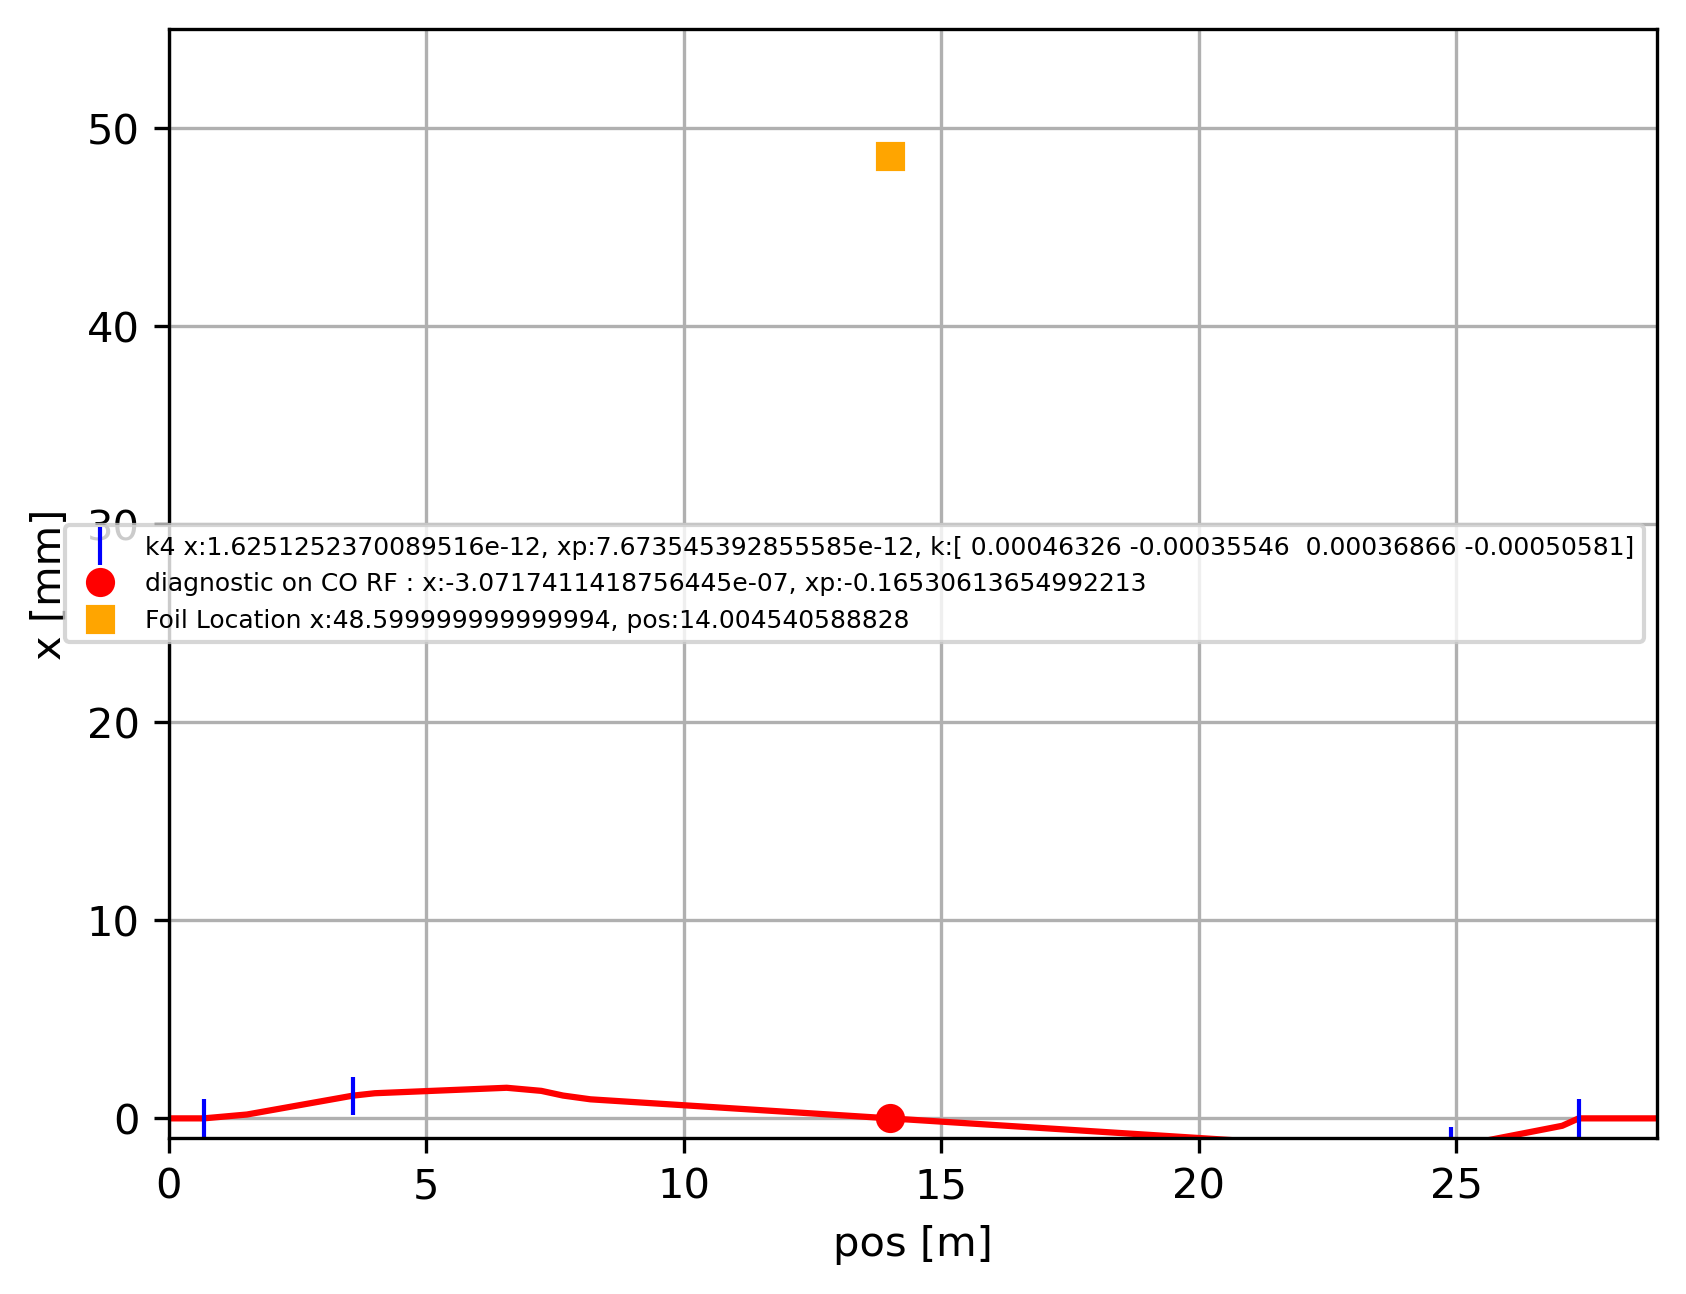 50
40
30
k4 x:1.6251252370089516e-12, xp:7.673545392855585e-12, k:[ 0.00046326 -0.00035546  0.00036866 -0.00050581]
diagnostic on CO RF : x:-3.0717411418756445e-07, xp:-0.16530613654992213
Foil Location x:48.599999999999994, pos:14.004540588828
x [mm]
20
10
0
0 5 10 15 20 25
pos [m]